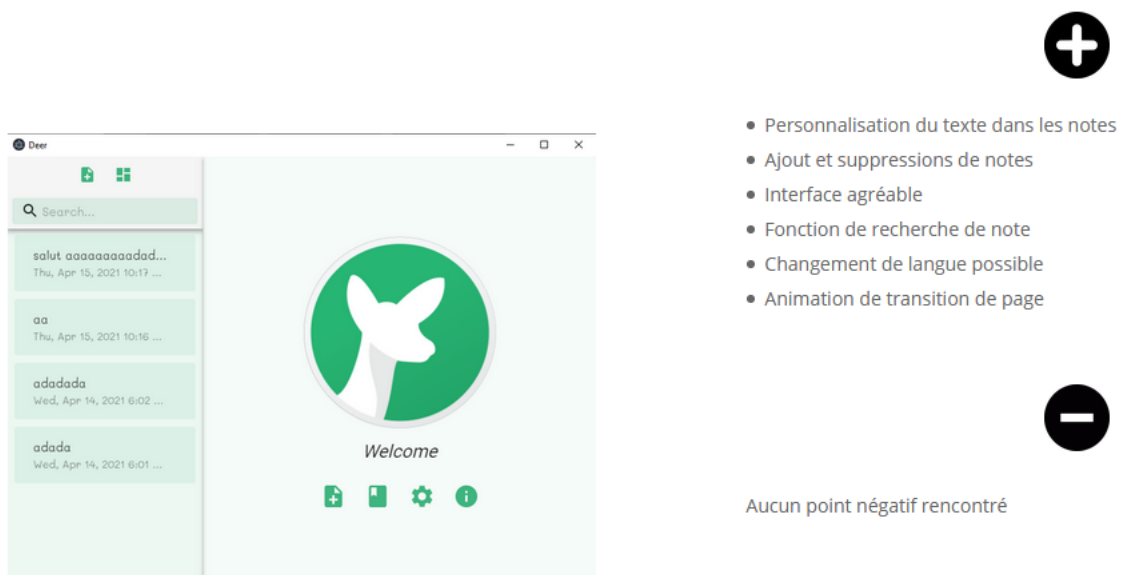 Deer
Search...
salut aaaaaaaaadad...
Thu, Apr 15, 2021 10:17 ...
aa
Thu, Apr 15, 2021 10:16 ...
adadada
Wed, Apr 14, 2021 6:02 ...
adada
Wed, Apr 14, 2021 6:01 ...
Welcome
Personnalisation du texte dans les notes
Ajout et suppressions de notes
Interface agréable
Fonction de recherche de note
Changement de langue possible
Animation de transition de page
Aucun point négatif rencontré